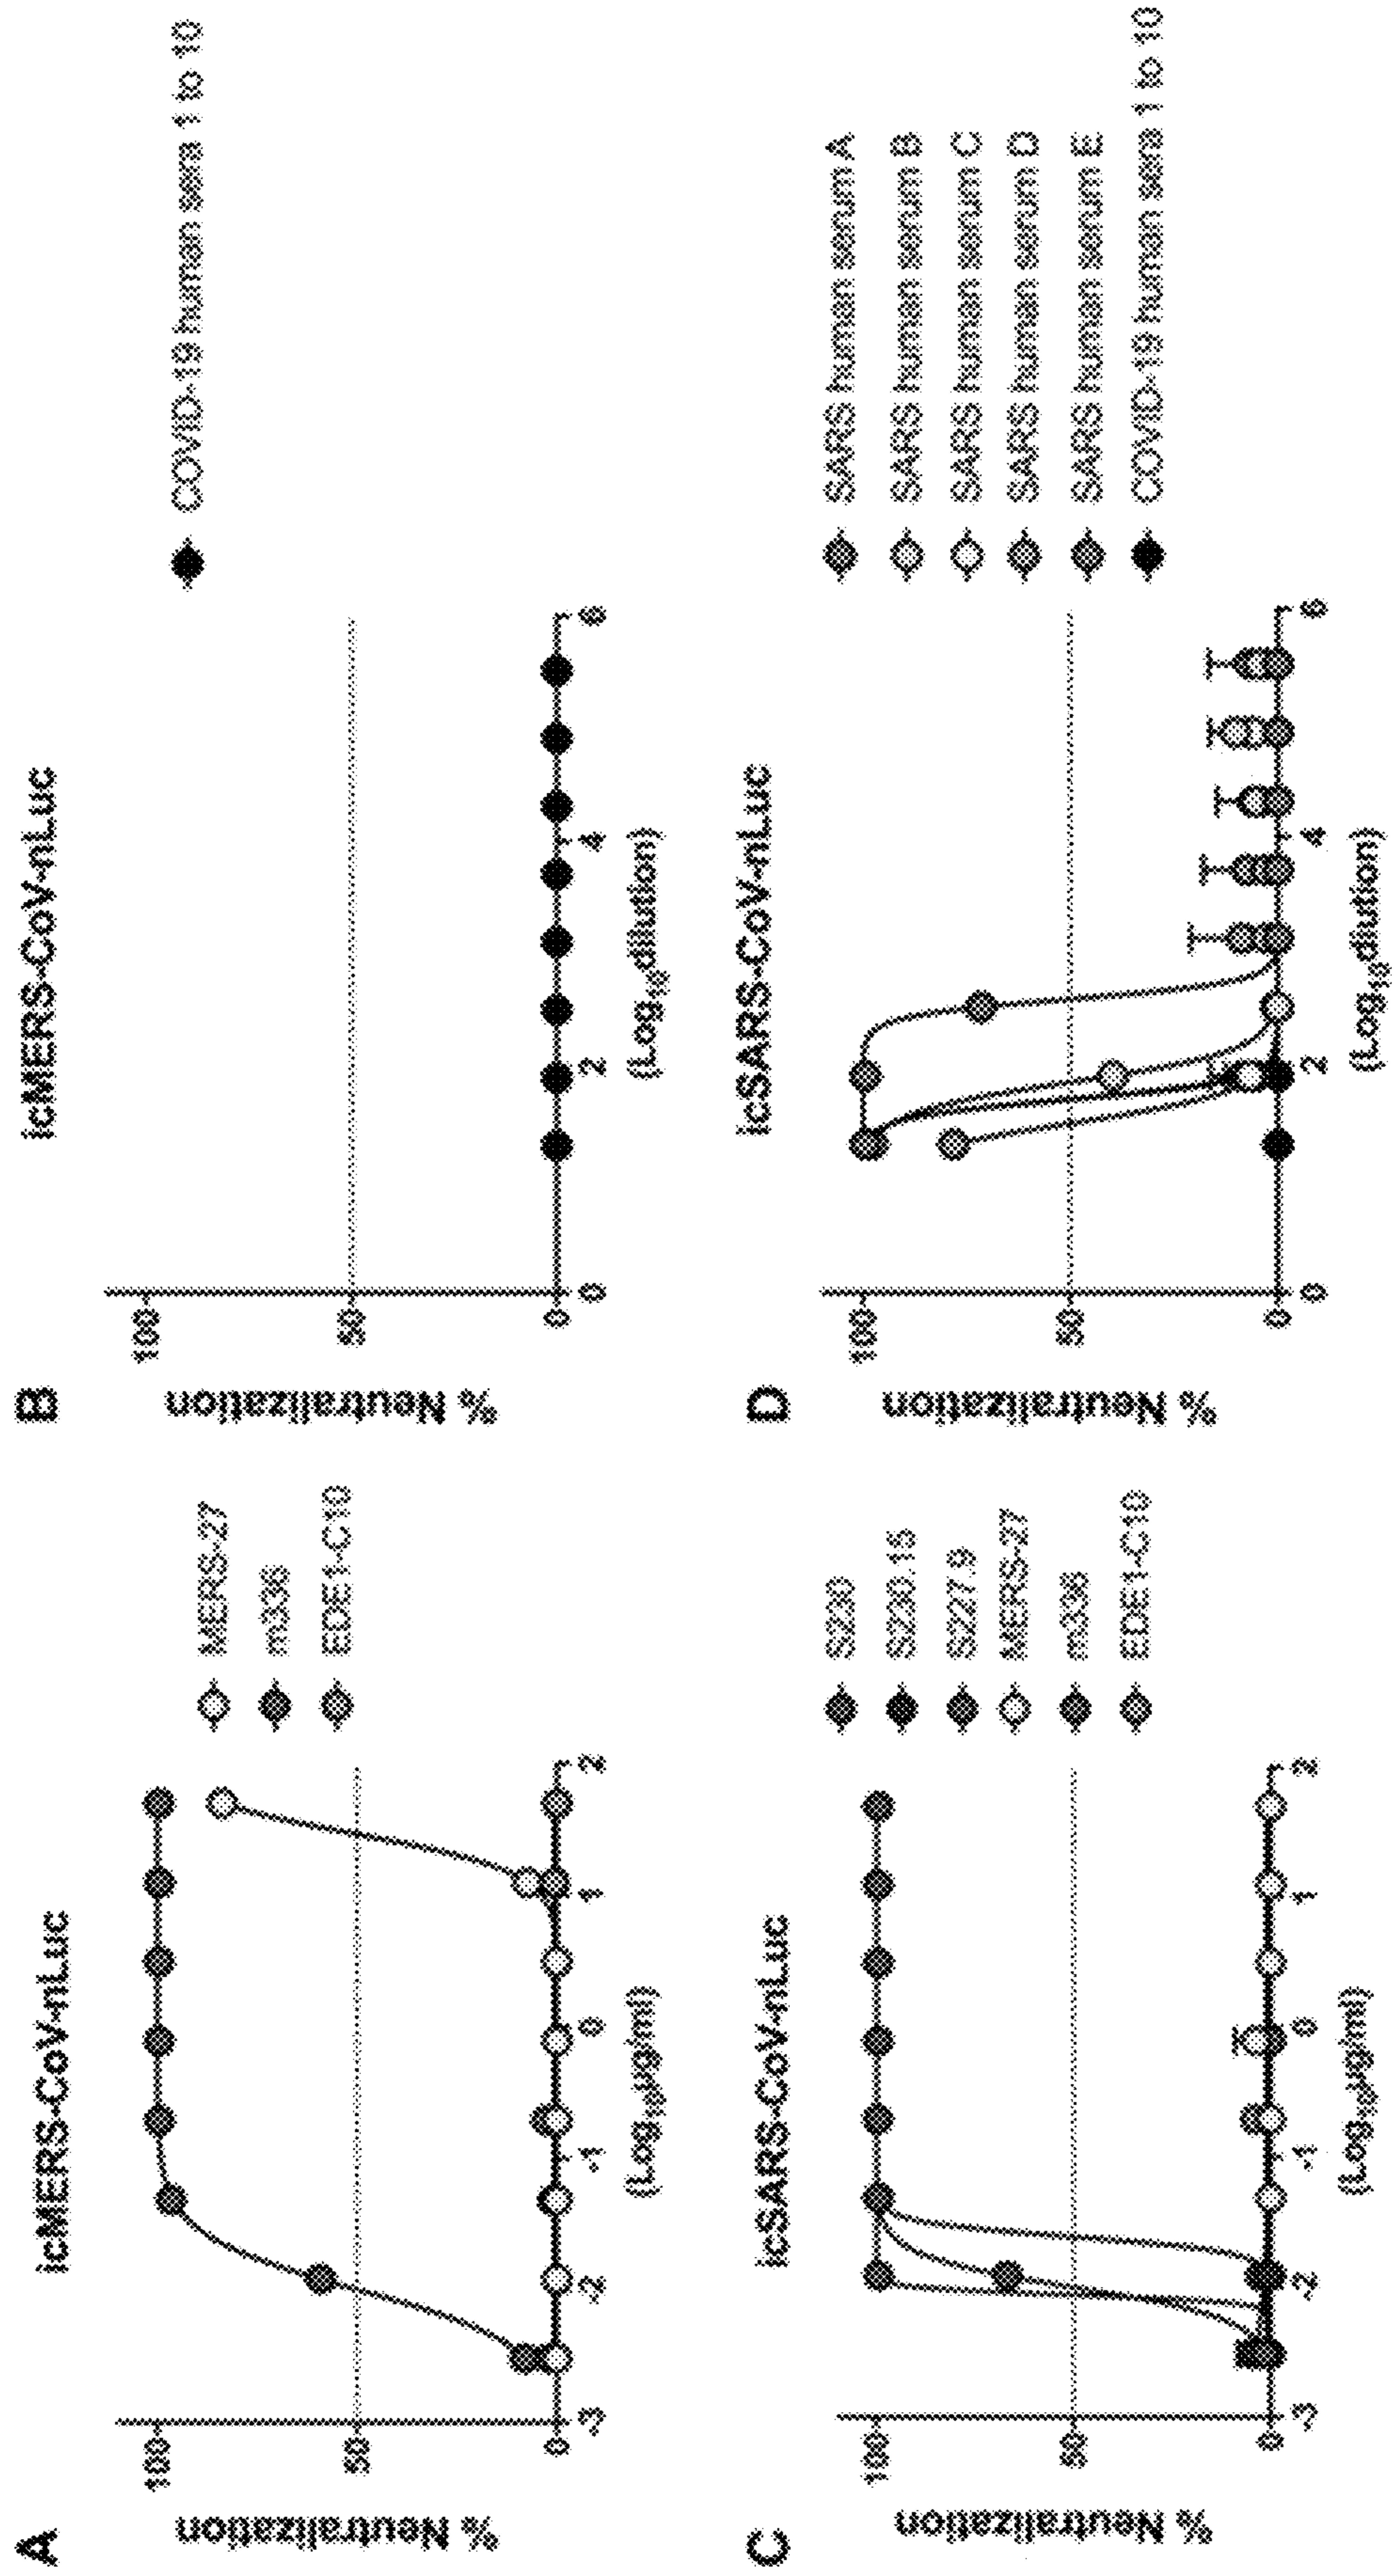 A
icMERS-CoV-nLuc
% Neutralization
100
50
0
-3
-2
-1
0
1
2
(Log10µg/ml)
MERS-27
m336
EDE1-C10
B
icMERS-CoV-nLuc
% Neutralization
100
50
0
0
2
4
6
(Log10dilution)
COVID-19 human sera 1 to 10
C
icSARS-CoV-nLuc
% Neutralization
100
50
0
-3
-2
-1
0
1
2
(Log10µg/ml)
S230
S230.15
S227.9
MERS-27
m336
EDE1-C10
D
icSARS-CoV-nLuc
% Neutralization
100
50
0
0
2
4
6
(Log10dilution)
SARS human serum A
SARS human serum B
SARS human serum C
SARS human serum D
SARS human serum E
COVID-19 human sera 1 to 10